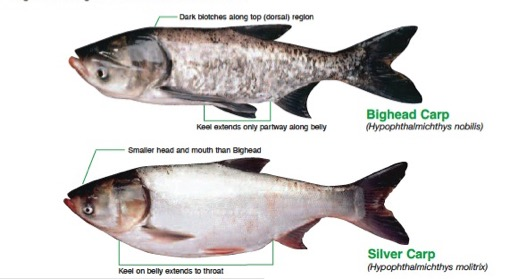 Dark blotches along top (dorsal) region
Keel extends only partway along belly
Bighead Carp
(Hypophthalmichthys nobilis)
Smaller head and mouth than Bighead
Keel on belly extends to throat
Silver Carp
(Hypophthalmichthys molitrix)